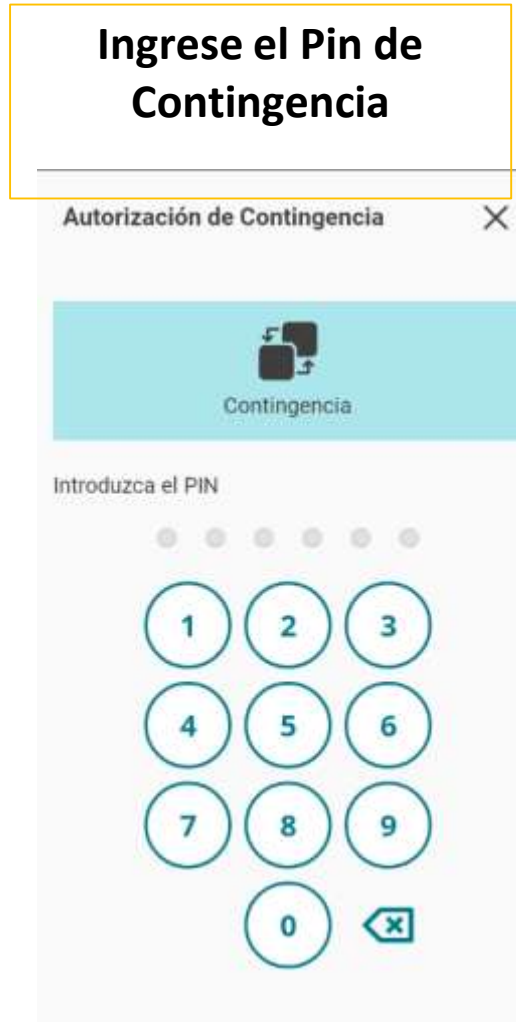 Ingrese el Pin de
Contingencia
Autorización de Contingencia
Contingencia
Introduzca el PIN
1 2 3
4 5 6
7 8 9
0